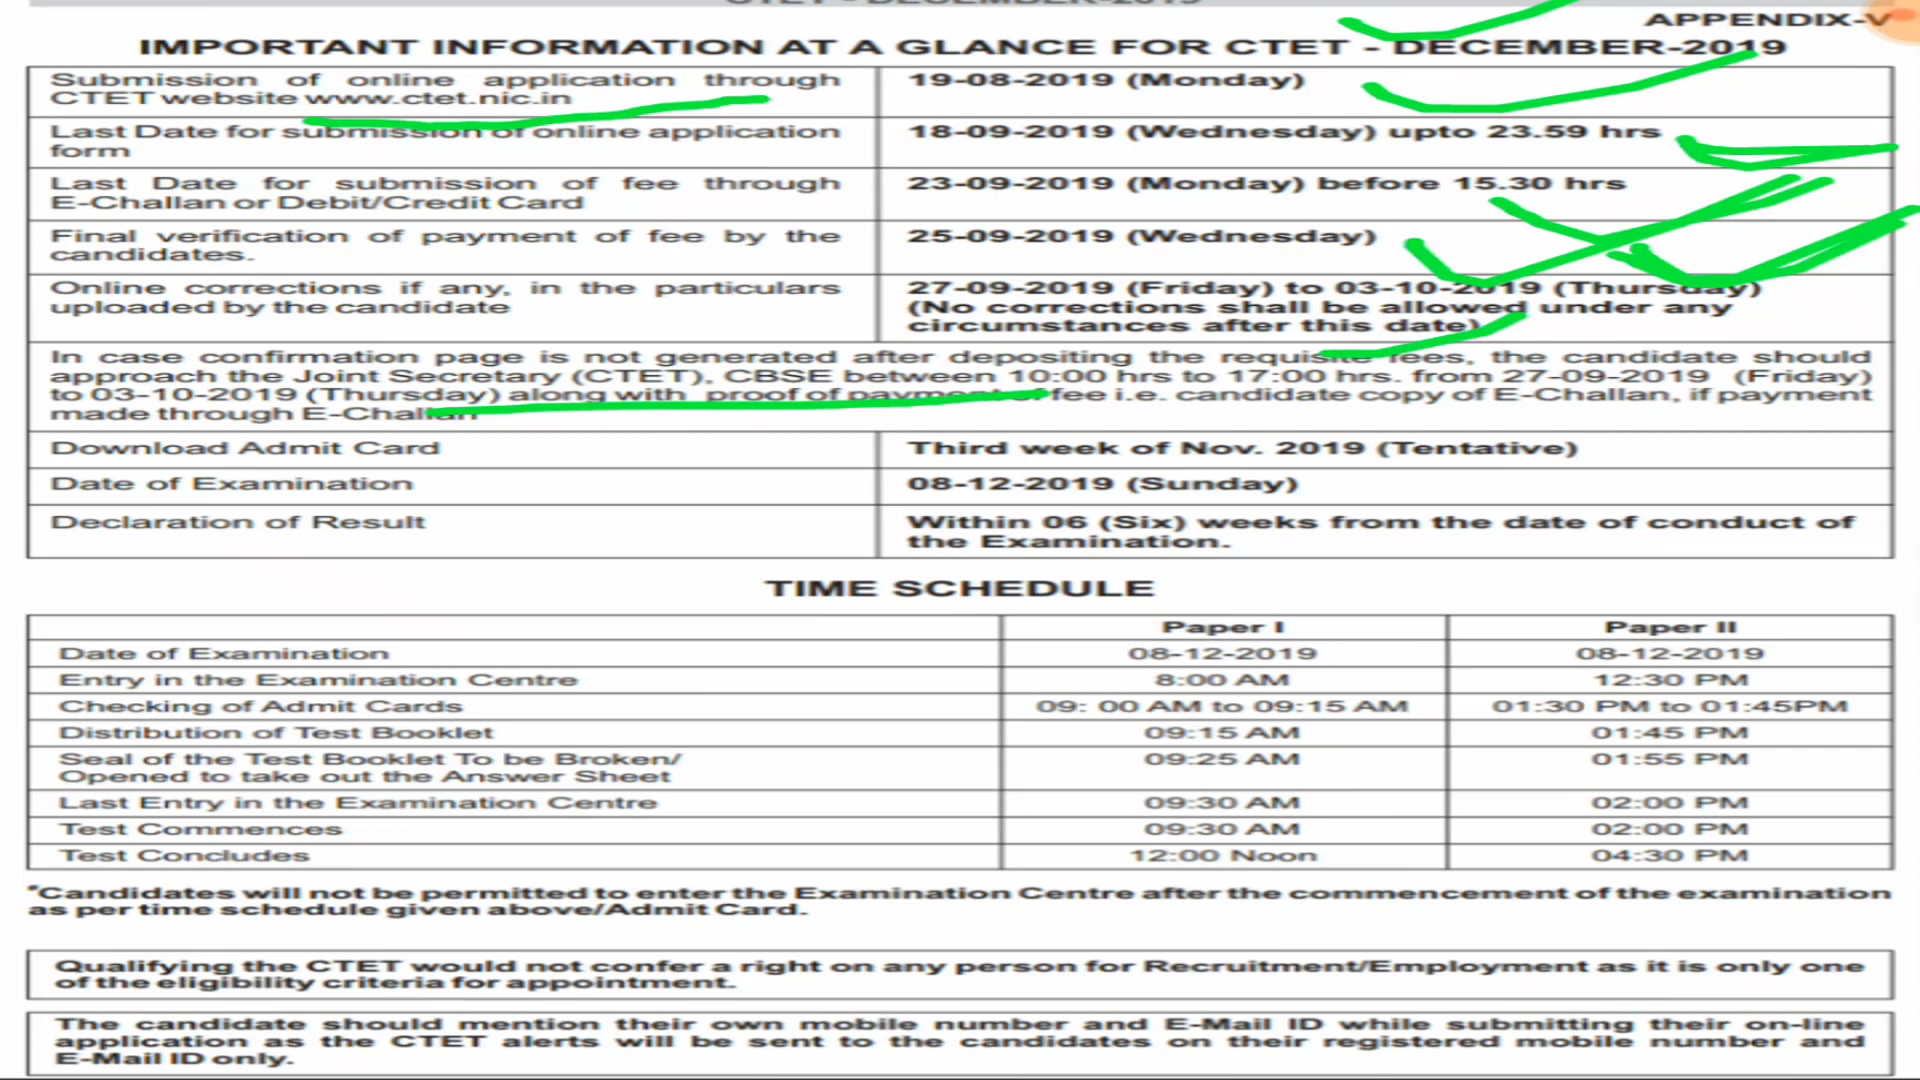 CTET - DECEMBER-2019
APPENDIX-V
IMPORTANT INFORMATION AT A GLANCE FOR CTET - DECEMBER-2019
Submission of online application through
CTET website www.ctet.nic.in
19-08-2019 (Monday)
Last Date for submission of online application
form
18-09-2019 (Wednesday) upto 23.59 hrs
Last Date for submission of fee through
E-Challan or Debit/Credit Card
23-09-2019 (Monday) before 15.30 hrs
Final verification of payment of fee by the
candidates.
25-09-2019 (Wednesday)
Online corrections if any, in the particulars
uploaded by the candidate
27-09-2019 (Friday) to 03-10-2019 (Thursday)
(No corrections shall be allowed under any
circumstances after this date)
In case confirmation page is not generated after depositing the requisite fees, the candidate should
approach the Joint Secretary (CTET), CBSE between 10:00 hrs to 17:00 hrs. from 27-09-2019 (Friday)
to 03-10-2019 (Thursday) along with proof of payment of fee i.e. candidate copy of E-Challan, if payment
made through E-Challan
Download Admit Card
Third week of Nov. 2019 (Tentative)
Date of Examination
08-12-2019 (Sunday)
Declaration of Result
Within 06 (Six) weeks from the date of conduct of
the Examination.
TIME SCHEDULE
Paper I Paper II
Date of Examination 08-12-2019 08-12-2019
Entry in the Examination Centre 8:00 AM 12:30 PM
Checking of Admit Cards 09: 00 AM to 09:15 AM 01:30 PM to 01:45PM
Distribution of Test Booklet 09:15 AM 01:45 PM
Seal of the Test Booklet To be Broken/
Opened to take out the Answer Sheet
09:25 AM 01:55 PM
Last Entry in the Examination Centre 09:30 AM 02:00 PM
Test Commences 09:30 AM 02:00 PM
Test Concludes 12:00 Noon 04:30 PM
*Candidates will not be permitted to enter the Examination Centre after the commencement of the examination
as per time schedule given above/Admit Card.
Qualifying the CTET would not confer a right on any person for Recruitment/Employment as it is only one
of the eligibility criteria for appointment.
The candidate should mention their own mobile number and E-Mail ID while submitting their on-line
application as the CTET alerts will be sent to the candidates on their registered mobile number and
E-Mail ID only.